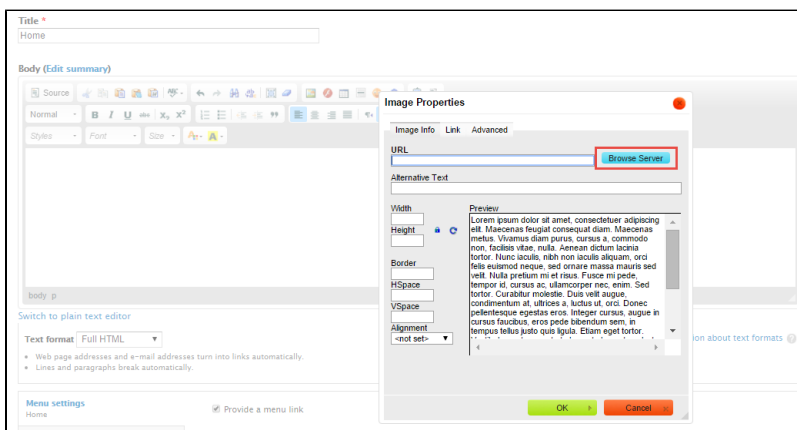 Title *
Home
Body (Edit summary)
Source
ABC
Normal
B I U abc X₂ X²
Styles
Font
Size
A
A
body p
Switch to plain text editor
Text format Full HTML
Web page addresses and e-mail addresses turn into links automatically.
Lines and paragraphs break automatically.
ion about text formats
Menu settings
Home
Provide a menu link
Image Properties
Image Info Link Advanced
URL
Browse Server
Alternative Text
Width
Height
Border
HSpace
VSpace
Alignment
<not set>
Preview
Lorem ipsum dolor sit amet, consectetuer adipiscing
elit. Maecenas feugiat consequat diam. Maecenas
metus. Vivamus diam purus, cursus a, commodo
non, facilisis vitae, nulla. Aenean dictum lacinia
tortor. Nunc iaculis, nibh non iaculis aliquam, orci
felis euismod neque, sed ornare massa mauris sed
velit. Nulla pretium mi et risus. Fusce mi pede,
tempor id, cursus ac, ullamcorper nec, enim. Sed
tortor. Curabitur molestie. Duis velit augue,
condimentum at, ultrices a, luctus ut, orci. Donec
pellentesque egestas eros. Integer cursus, augue in
cursus faucibus, eros pede bibendum sem, in
tempus tellus justo quis ligula. Etiam eget tortor.
OK
Cancel